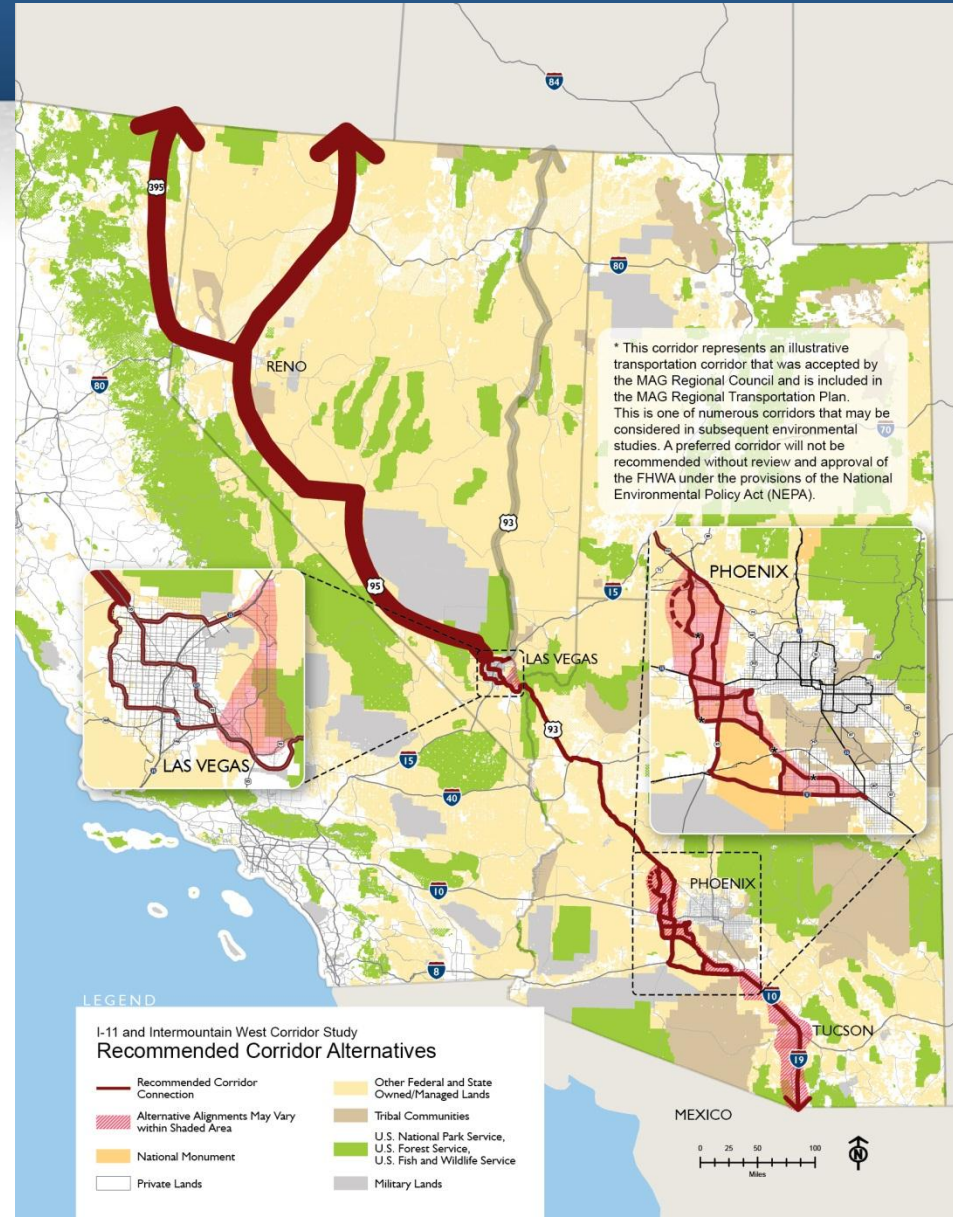 84
395
80
RENO
80
* This corridor represents an illustrative
transportation corridor that was accepted by
the MAG Regional Council and is included in
the MAG Regional Transportation Plan.
This is one of numerous corridors that may be
considered in subsequent environmental
studies. A preferred corridor will not be
recommended without review and approval of
the FHWA under the provisions of the National
Environmental Policy Act (NEPA).
70
93
95
15
PHOENIX
LAS VEGAS
93
LAS VEGAS
15
40
PHOENIX
10
8
10
TUCSON
19
MEXICO
LEGEND
I-11 and Intermountain West Corridor Study
Recommended Corridor Alternatives
Recommended Corridor
Connection
Alternative Alignments May Vary
within Shaded Area
National Monument
Private Lands
Other Federal and State
Owned/Managed Lands
Tribal Communities
U.S. National Park Service,
U.S. Forest Service,
U.S. Fish and Wildlife Service
Military Lands
0 25 50 100
Miles
N